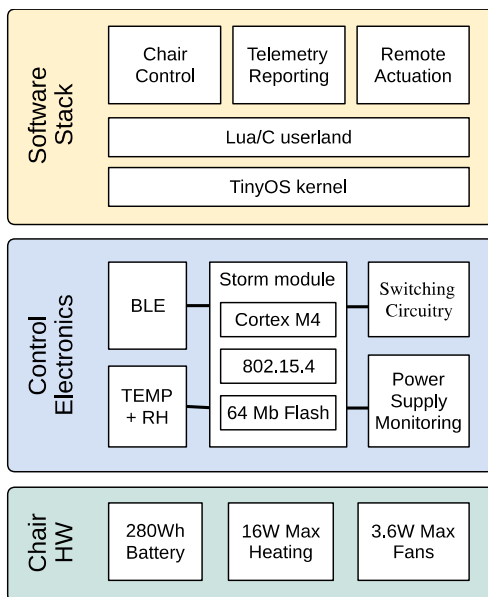 Software
Stack
Chair
Control
Telemetry
Reporting
Remote
Actuation
Lua/C userland
TinyOS kernel
Control
Electronics
BLE
TEMP
+ RH
Storm module
Cortex M4
802.15.4
64 Mb Flash
Switching
Circuitry
Power
Supply
Monitoring
Chair
HW
280Wh
Battery
16W Max
Heating
3.6W Max
Fans